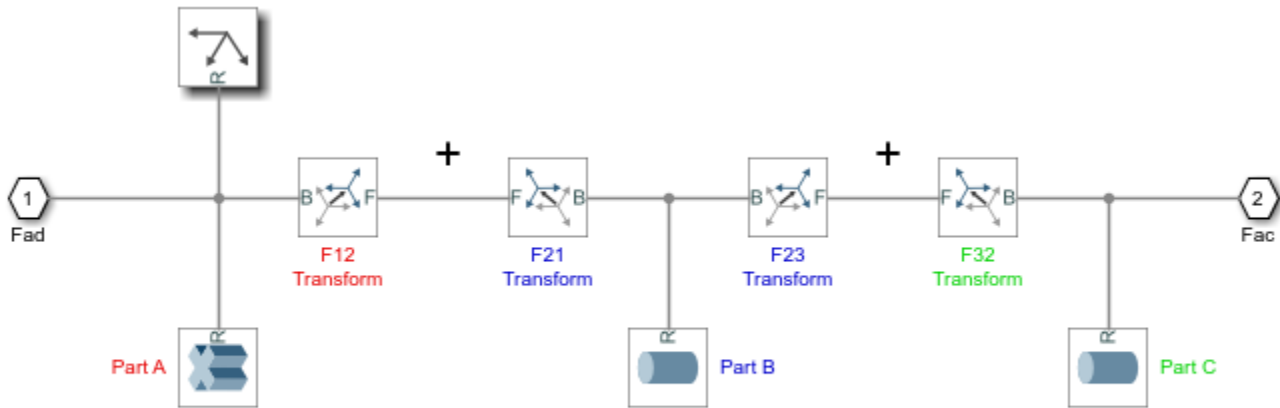 R
+
+
1
B
F
F
B
B
F
F
B
2
Fad
Fac
F12
Transform
F21
Transform
F23
Transform
F32
Transform
R
R
R
Part A
Part B
Part C